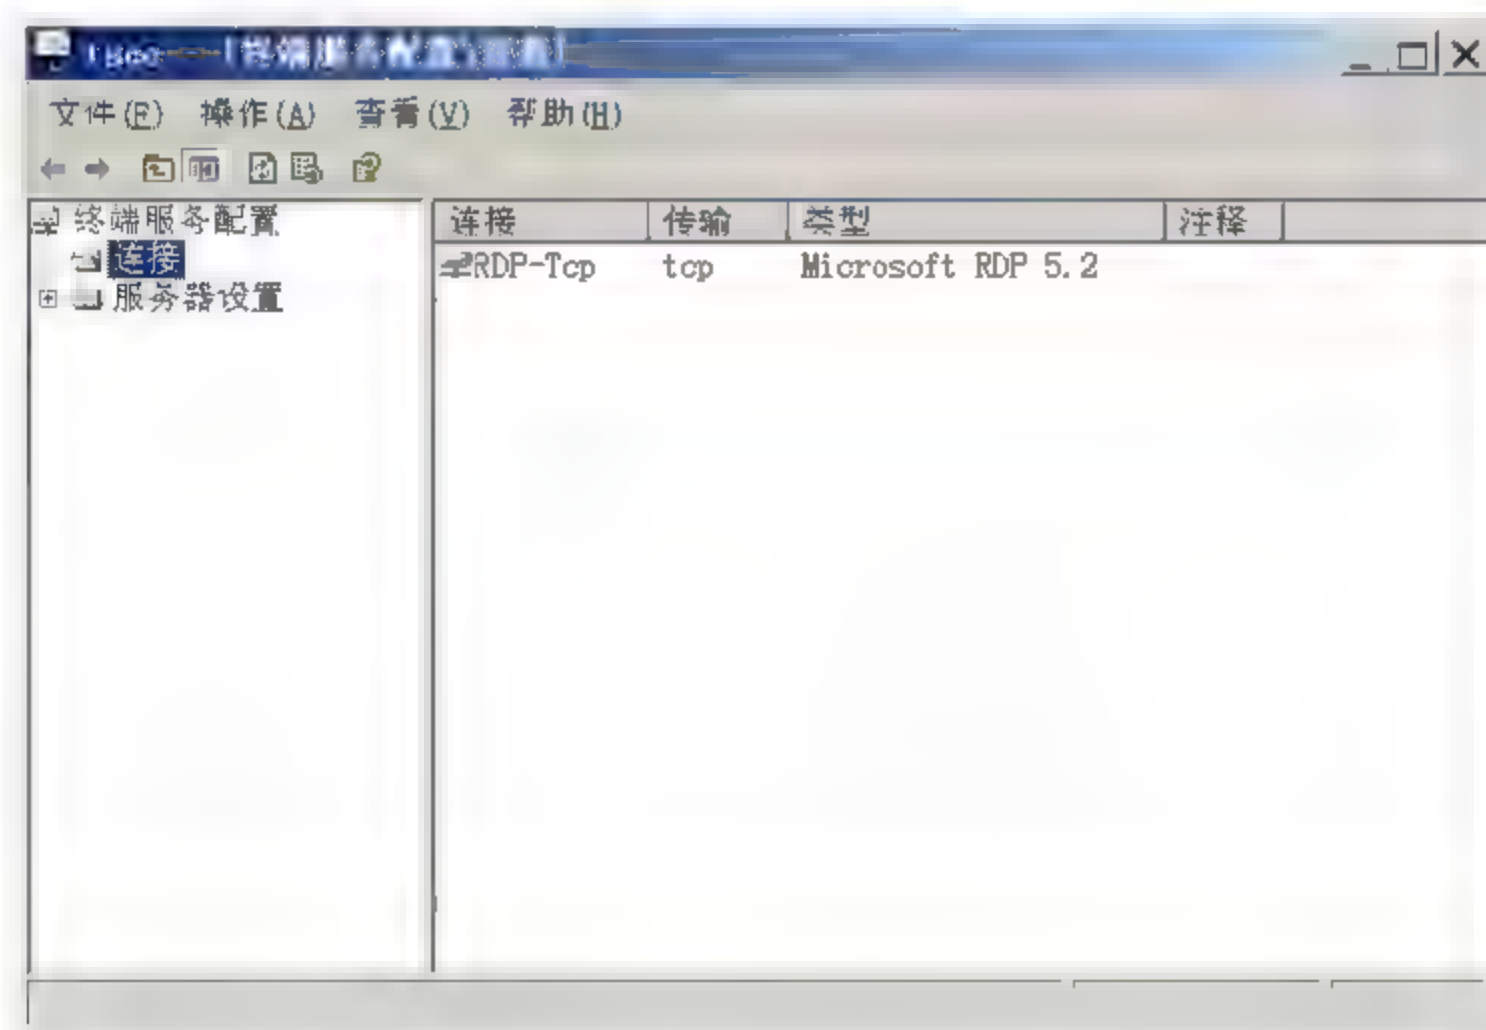 文件(F) 操作(A) 查看(V) 帮助(H)
终端服务配置
连接
服务器设置
连接 传输 类型 注释
RDP-Tcp tcp Microsoft RDP 5.2